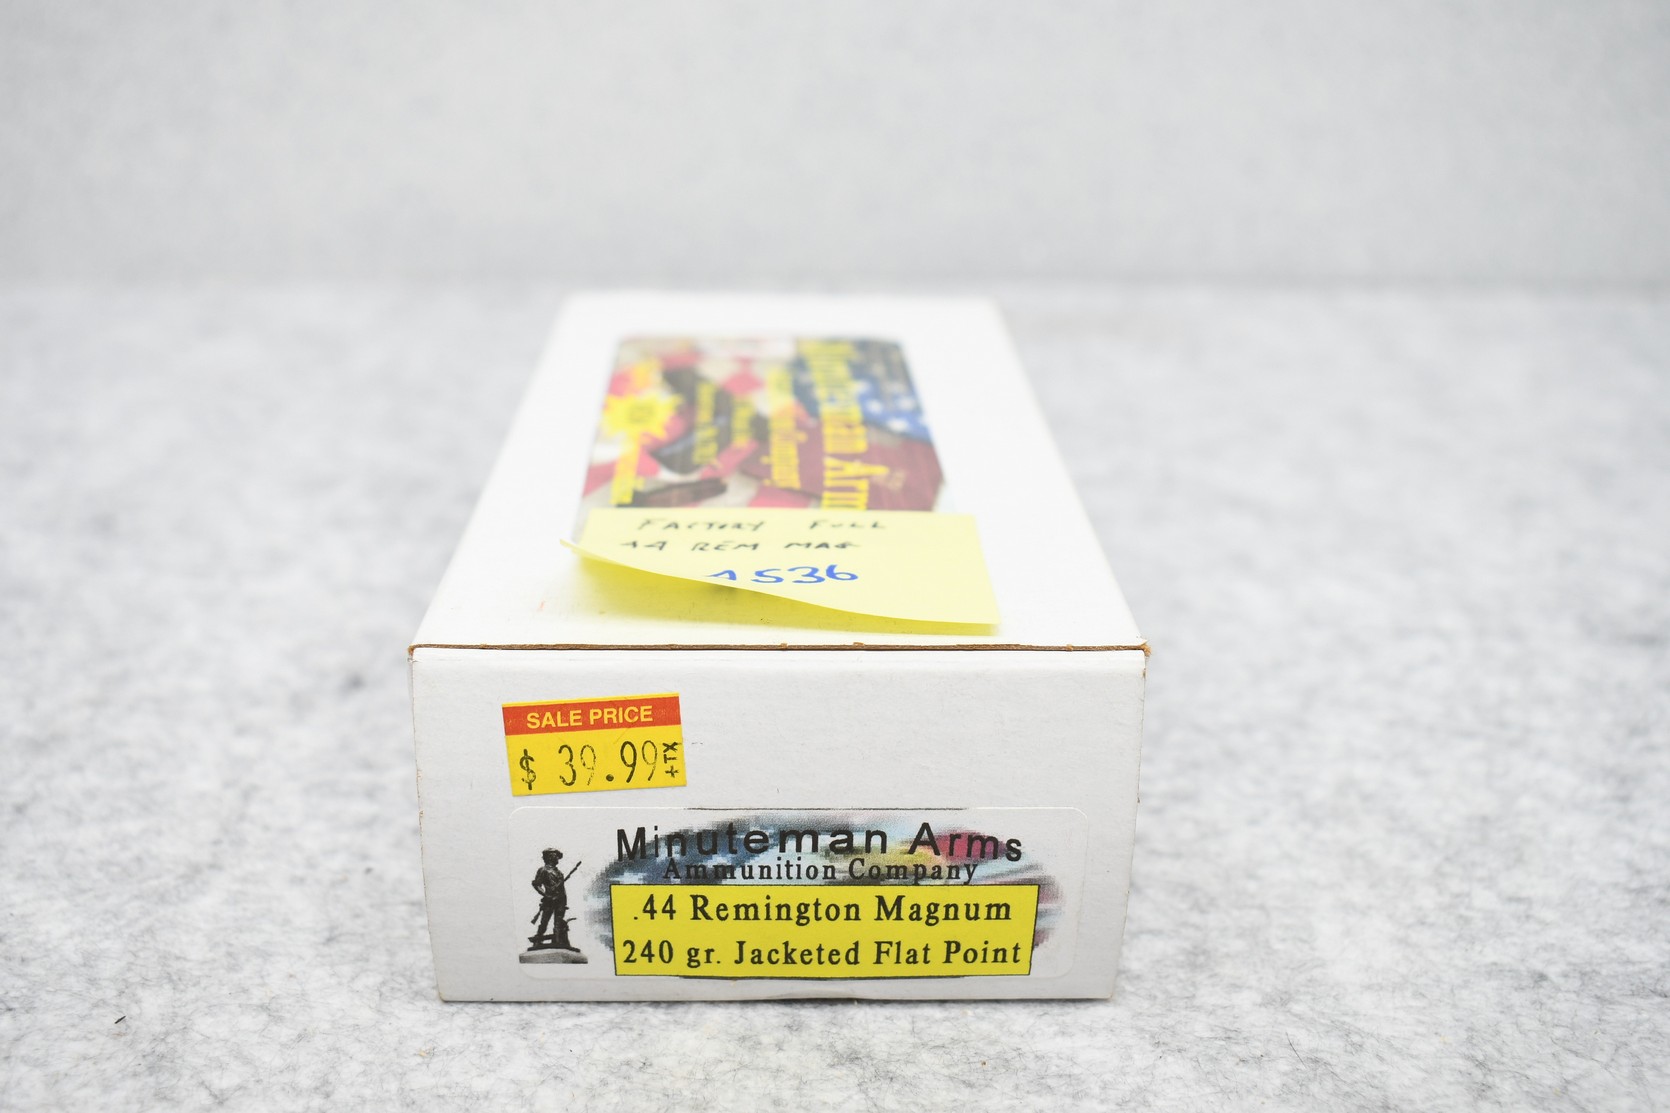 FACTORY FULL
44 REM MAG
A536
SALE PRICE
$ 39.99 +TX
Minuteman Arms
Ammunition Company
.44 Remington Magnum
240 gr. Jacketed Flat Point